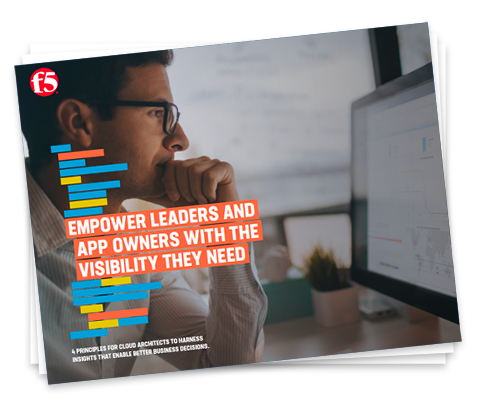 f5
EMPOWER LEADERS AND
APP OWNERS WITH THE
VISIBILITY THEY NEED
4 PRINCIPLES FOR CLOUD ARCHITECTS TO HARNESS
INSIGHTS THAT ENABLE BETTER BUSINESS DECISIONS.